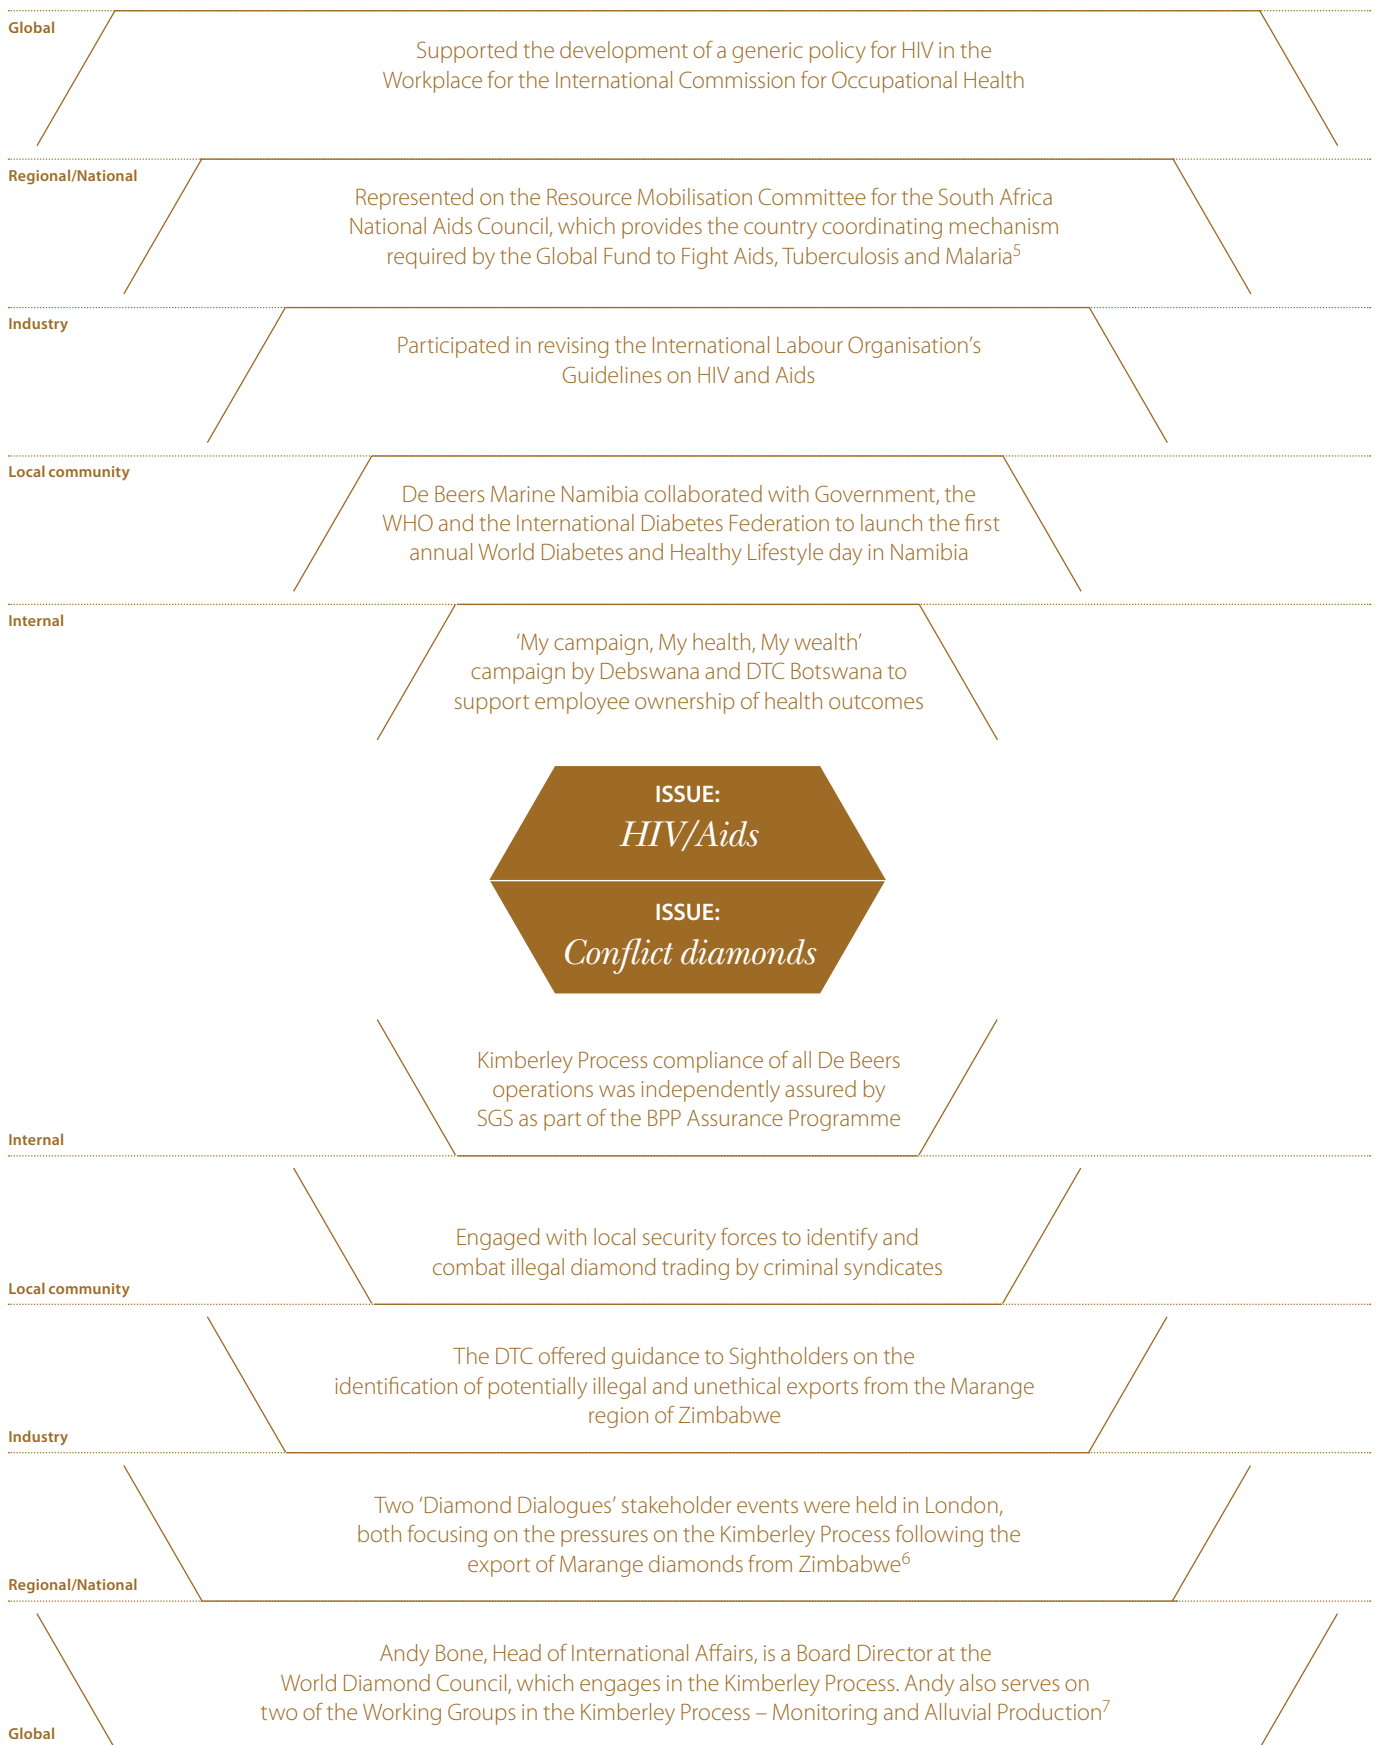 Global
Supported the development of a generic policy for HIV in the
Workplace for the International Commission for Occupational Health
Regional/National
Represented on the Resource Mobilisation Committee for the South Africa
National Aids Council, which provides the country coordinating mechanism
required by the Global Fund to Fight Aids, Tuberculosis and Malaria5
Industry
Participated in revising the International Labour Organisation’s
Guidelines on HIV and Aids
Local community
De Beers Marine Namibia collaborated with Government, the
WHO and the International Diabetes Federation to launch the first
annual World Diabetes and Healthy Lifestyle day in Namibia
Internal
‘My campaign, My health, My wealth’
campaign by Debswana and DTC Botswana to
support employee ownership of health outcomes
ISSUE:
HIV/Aids
ISSUE:
Conflict diamonds
Kimberley Process compliance of all De Beers
operations was independently assured by
SGS as part of the BPP Assurance Programme
Internal
Engaged with local security forces to identify and
combat illegal diamond trading by criminal syndicates
Local community
The DTC offered guidance to Sightholders on the
identification of potentially illegal and unethical exports from the Marange
region of Zimbabwe
Industry
Two ‘Diamond Dialogues’ stakeholder events were held in London,
both focusing on the pressures on the Kimberley Process following the
export of Marange diamonds from Zimbabwe6
Regional/National
Andy Bone, Head of International Affairs, is a Board Director at the
World Diamond Council, which engages in the Kimberley Process. Andy also serves on
two of the Working Groups in the Kimberley Process – Monitoring and Alluvial Production7
Global